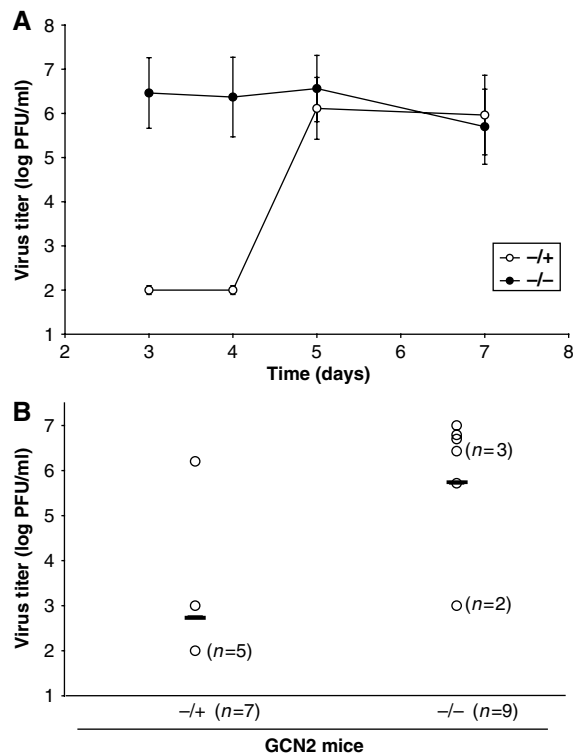 A
8
7
6
5
4
3
2
1
Virus titer (log PFU/ml)
–/+
–/–
2 3 4 5 6 7 8
Time (days)
B
7
6
5
4
3
2
1
Virus titer (log PFU/ml)
(n=3)
(n=2)
(n=5)
–/+ (n=7) –/– (n=9)
GCN2 mice